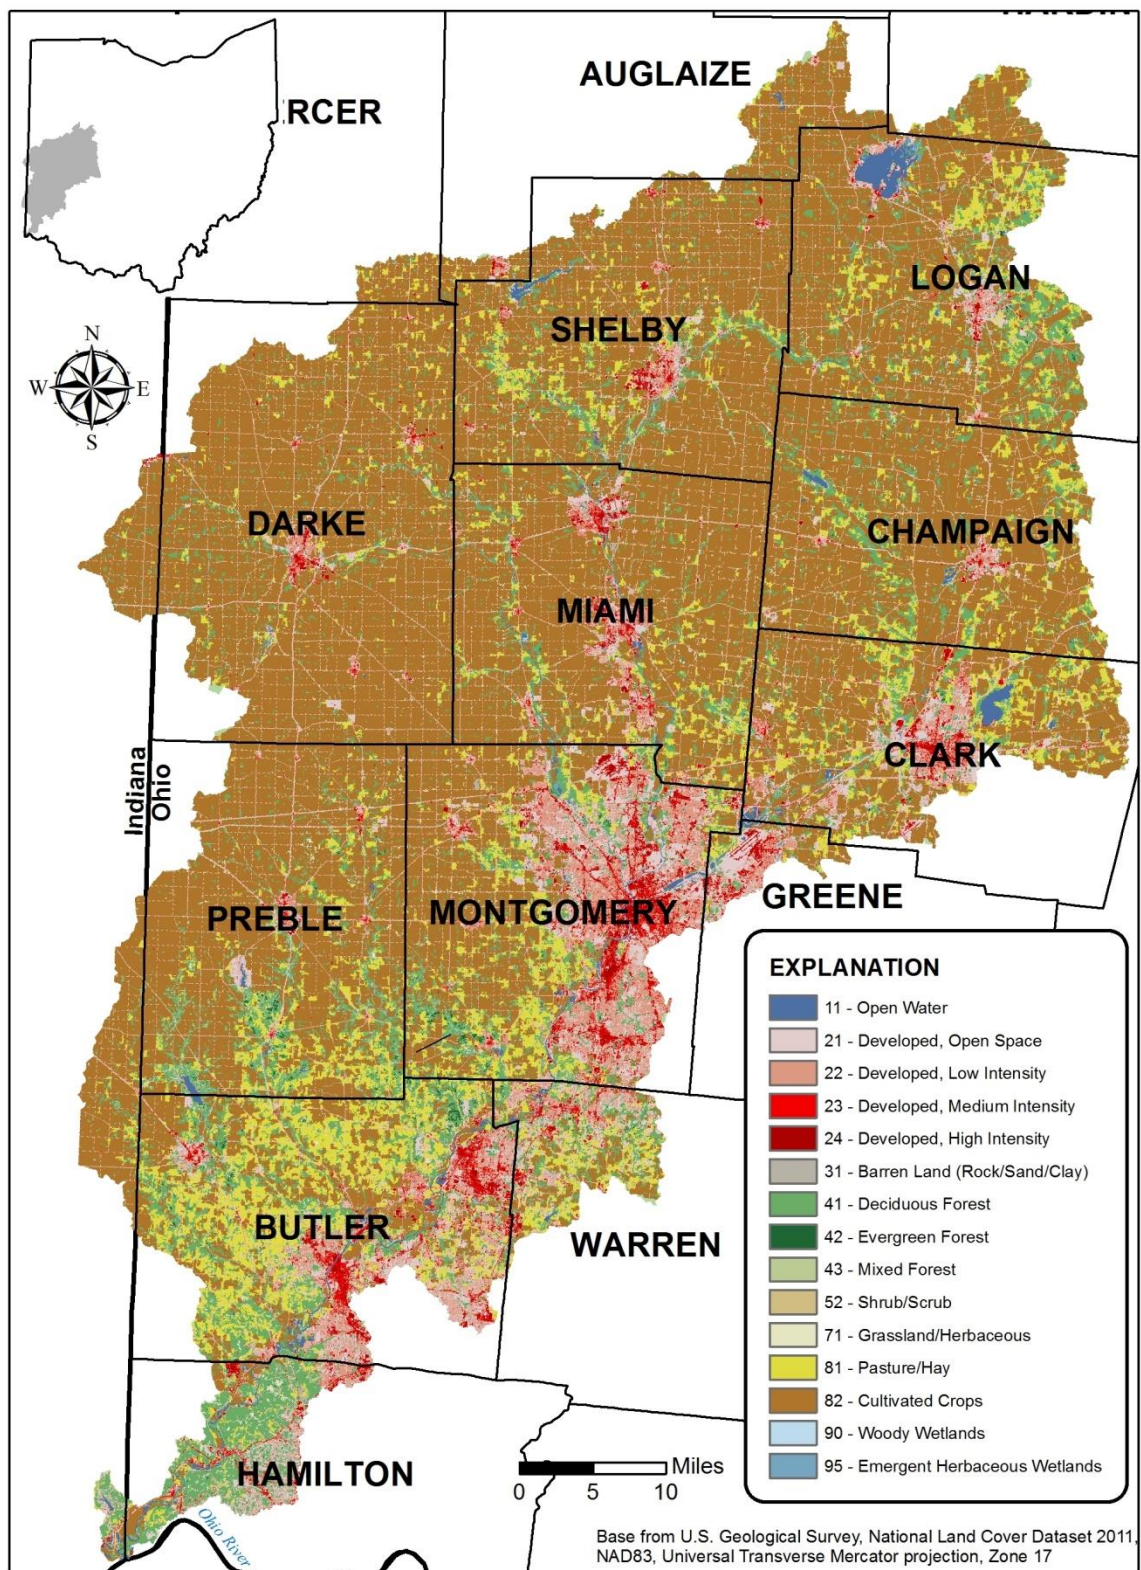 AUGLAIZE
ERCER
LOGAN
SHELBY
N
W E
S
DARKE
CHAMPAIGN
MIAMI
CLARK
Indiana
Ohio
PREBLE
MONTGOMERY
GREENE
EXPLANATION
11 - Open Water
21 - Developed, Open Space
22 - Developed, Low Intensity
23 - Developed, Medium Intensity
24 - Developed, High Intensity
31 - Barren Land (Rock/Sand/Clay)
41 - Deciduous Forest
42 - Evergreen Forest
43 - Mixed Forest
52 - Shrub/Scrub
71 - Grassland/Herbaceous
81 - Pasture/Hay
82 - Cultivated Crops
90 - Woody Wetlands
95 - Emergent Herbaceous Wetlands
BUTLER
WARREN
HAMILTON
Miles
0 5 10
Ohio River
Base from U.S. Geological Survey, National Land Cover Dataset 2011,
NAD83, Universal Transverse Mercator projection, Zone 17